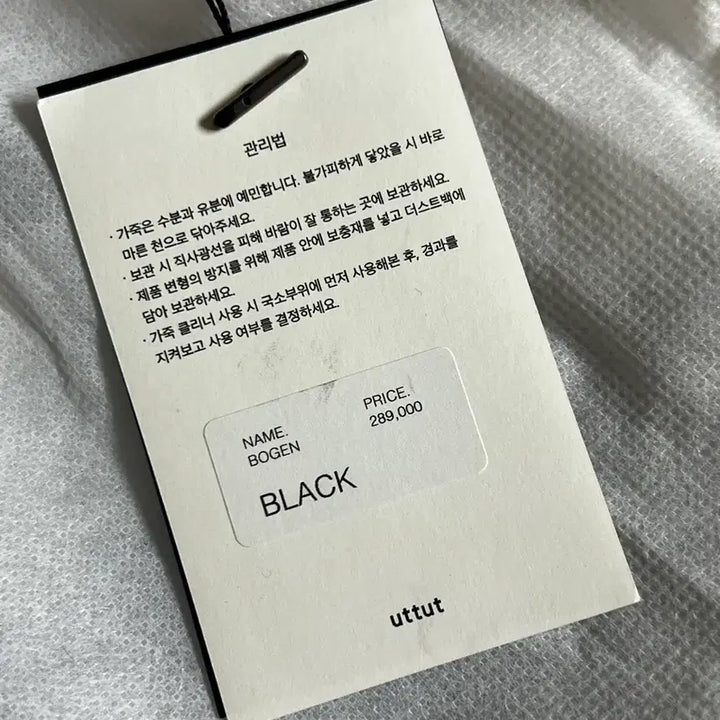 관리법
· 가죽은 수분과 유분에 예민합니다. 불가피하게 닿았을 시 바로
마른 천으로 닦아주세요.
· 보관 시 직사광선을 피해 바람이 잘 통하는 곳에 보관하세요.
· 제품 변형의 방지를 위해 제품 안에 보충재를 넣고 더스트백에
담아 보관하세요.
· 가죽 클리너 사용 시 국소부위에 먼저 사용해본 후, 경과를
지켜보고 사용 여부를 결정하세요.
NAME. PRICE.
BOGEN 289,000
BLACK
uttut